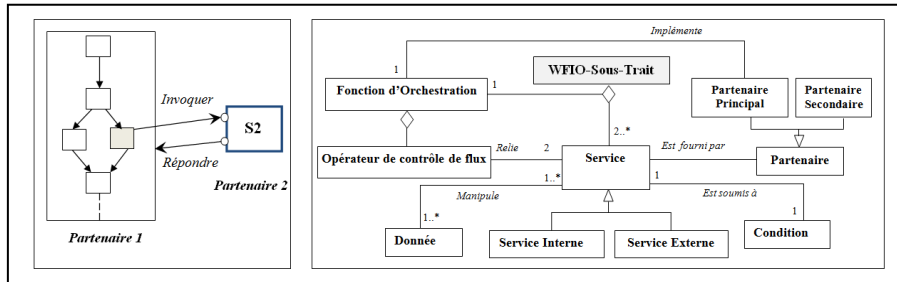 Invoquer
S2
Répondre
Partenaire 2
Partenaire 1
Implémente
WFIO-Sous-Trait
1
Fonction d'Orchestration
1
Partenaire
Principal
Partenaire
Secondaire
2..*
Opérateur de contrôle de flux
Relie
2
Service
Est fourni par
Partenaire
1..*
1
Manipule
Est soumis à
1..*
1
Donnée
Service Interne
Service Externe
Condition